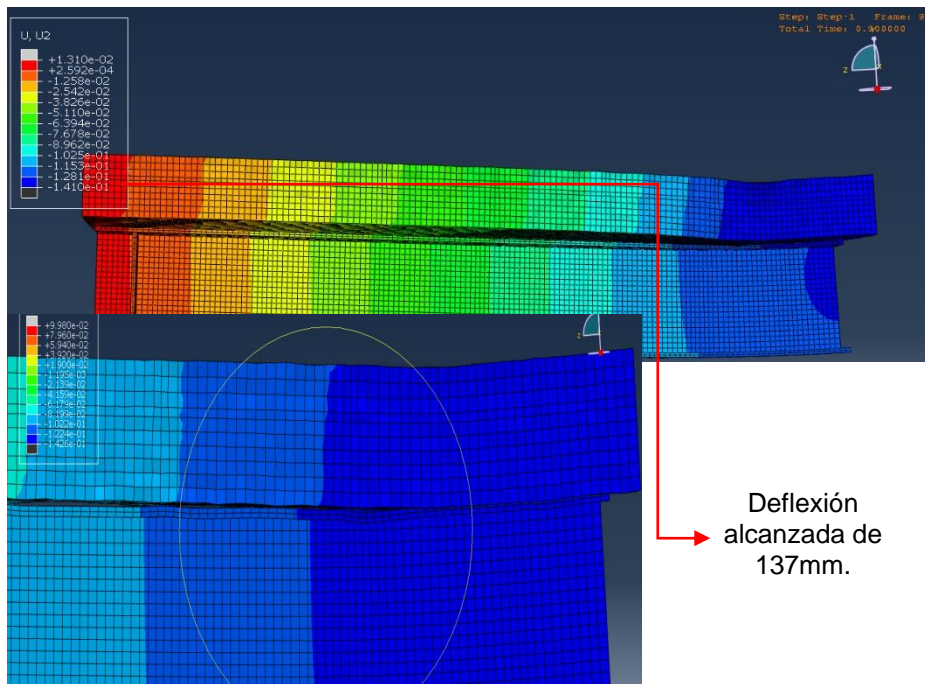 Step: Step-1 Frame: 9
Total Time: 0.900000
U, U2
+1.310e-02
+2.592e-04
-1.258e-02
-2.542e-02
-3.826e-02
-5.110e-02
-6.394e-02
-7.678e-02
-8.962e-02
-1.025e-01
-1.153e-01
-1.281e-01
-1.410e-01
z
+9.980e-02
+7.960e-02
+5.940e-02
+3.920e-02
+1.900e-02
-1.195e-03
-2.139e-02
-4.159e-02
-6.179e-02
-8.199e-02
-1.022e-01
-1.224e-01
-1.426e-01
Deflexión
alcanzada de
137mm.